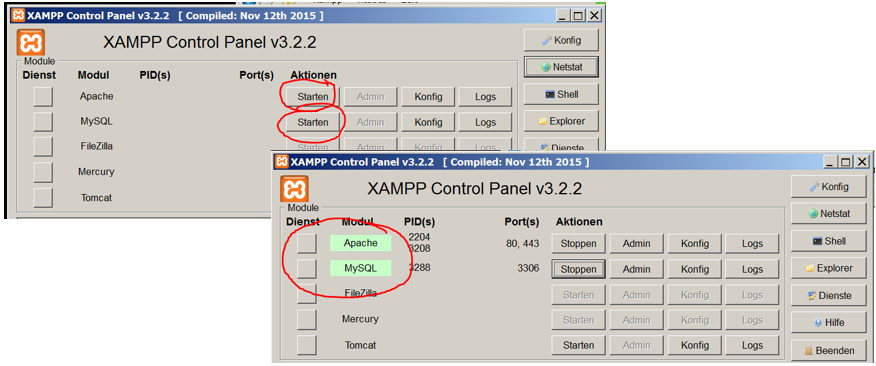 XAMPP Control Panel v3.2.2 [ Compiled: Nov 12th 2015 ]
XAMPP Control Panel v3.2.2
Konfig
Module
Dienst Modul PID(s) Port(s) Aktionen
Netstat
Apache Starten Admin Konfig Logs
Shell
MySQL Starten Admin Konfig Logs
Explorer
FileZilla Starten Admin Konfig Logs
Dienste
Mercury
Tomcat
XAMPP Control Panel v3.2.2 [ Compiled: Nov 12th 2015 ]
XAMPP Control Panel v3.2.2
Konfig
Module
Dienst Modul PID(s) Port(s) Aktionen
Netstat
Apache 2204 80, 443 Stoppen Admin Konfig Logs
3208
Shell
MySQL 3288 3306 Stoppen Admin Konfig Logs
Explorer
FileZilla Starten Admin Konfig Logs
Dienste
Mercury Starten Admin Konfig Logs
Hilfe
Tomcat Starten Admin Konfig Logs
Beenden